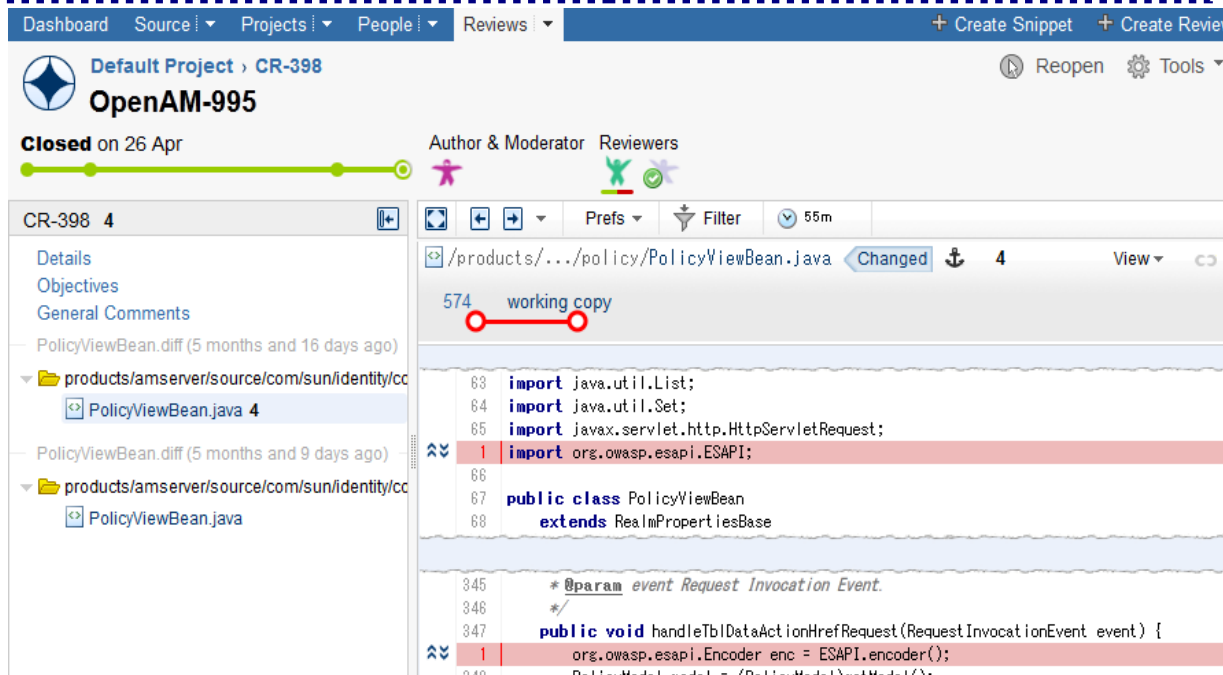 Dashboard Source Projects People Reviews + Create Snippet + Create Review
Default Project › CR-398
Reopen Tools
OpenAM-995
Closed on 26 Apr
Author & Moderator Reviewers
CR-398 4
Prefs Filter 55m
Details
Objectives
General Comments
PolicyViewBean.diff (5 months and 16 days ago)
products/amserver/source/com/sun/identity/co
PolicyViewBean.java 4
PolicyViewBean.diff (5 months and 9 days ago)
products/amserver/source/com/sun/identity/co
PolicyViewBean.java
/products/.../policy/PolicyViewBean.java Changed 4 View
574 working copy
63 import java.util.List;
64 import java.util.Set;
65 import javax.servlet.http.HttpServletRequest;
1 import org.owasp.esapi.ESAPI;
66
67 public class PolicyViewBean
68 extends RealmPropertiesBase
345 * @param event Request Invocation Event.
346 */
347 public void handleTblDataActionHrefRequest(RequestInvocationEvent event) {
1 org.owasp.esapi.Encoder enc = ESAPI.encoder();
348 PolicyModel model = (PolicyModel)getModel();